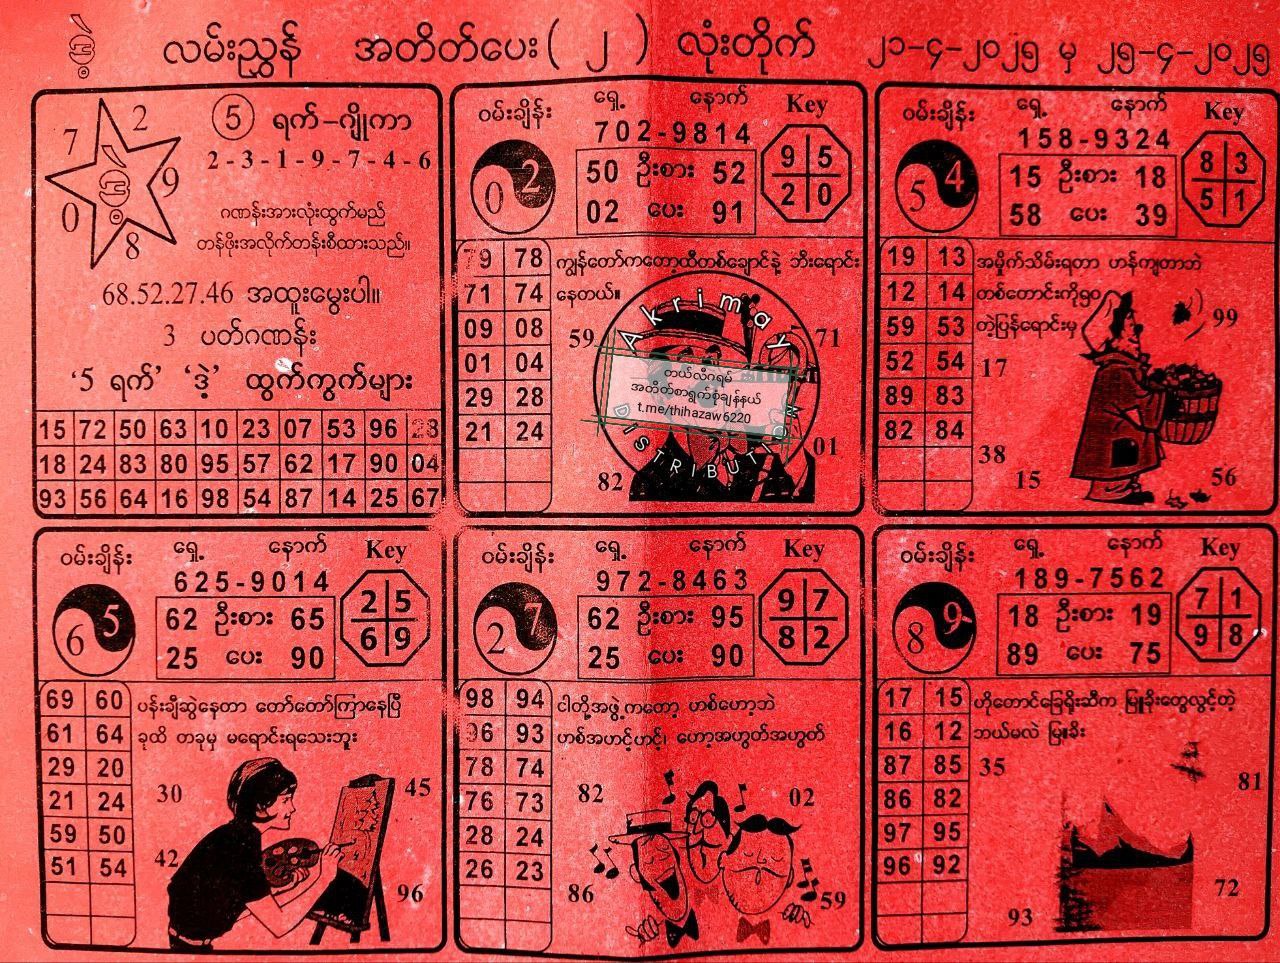 လမ်းညွှန် အတိတ်ပေး ( ၂ ) လုံးတိုက် ၂၁-၄-၂၀၂၅ မှ ၂၅-၄-၂၀၂၅
7 2 9 0 8
5 ရက်-ဂျိုကာ
2 - 3 - 1 - 9 - 7 - 4 - 6
ဂဏန်းအားလုံးထွက်မည်
တန်ဖိုးအလိုက်တန်းစီထားသည်။
68.52.27.46 အထူးမွေးပါ။
3 ပတ်ဂဏန်း
‘5 ရက်’ ‘ဒဲ့’ ထွက်ကွက်များ
15 72 50 63 10 23 07 53 96 28
18 24 83 80 95 57 62 17 90 04
93 56 64 16 98 54 87 14 25 67
ဝမ်းချိန်း ရှေ့ နောက် Key
702-9814
0 2
50 ဦးစား 52
02 ပေး 91
9 5
2 0
79 78
71 74
09 08
01 04
29 28
21 24
ကျွန်တော်ကတော့ထီတစ်ချောင်နဲ့ ဘီးရောင်း
နေတယ်။
59 71
82 01
Akrimay
တယ်လီဂရမ်
အတိတ်စာရွက်စုံချန်နယ်
t.me/thihazaw6220
DISTRIBUTION
ဝမ်းချိန်း ရှေ့ နောက် Key
158-9324
5 4
15 ဦးစား 18
58 ပေး 39
8 3
5 1
19 13
12 14
59 53
52 54
89 83
82 84
အမှိုက်သိမ်းရတာ ဟန်ကျတာဘဲ
တစ်တောင်းကို၅ဝ
တဲ့ပြန်ရောင်းမှ
99
17
38
15 56
ဝမ်းချိန်း ရှေ့ နောက် Key
625-9014
6 5
62 ဦးစား 65
25 ပေး 90
2 5
6 9
69 60
61 64
29 20
21 24
59 50
51 54
ပန်းချီဆွဲနေတာ တော်တော်ကြာနေပြီ
ခုထိ တခုမှ မရောင်းရသေးဘူး
30 45
42
96
ဝမ်းချိန်း ရှေ့ နောက် Key
972-8463
2 7
62 ဦးစား 95
25 ပေး 90
9 7
8 2
98 94
96 93
78 74
76 73
28 24
26 23
ငါတို့အဖွဲ့ကတော့ ဟစ်ဟော့ဘဲ
ဟစ်အဟင့်ဟင့်၊ ဟော့အဟွတ်အဟွတ်
82 02
86 59
ဝမ်းချိန်း ရှေ့ နောက် Key
189-7562
8 9
18 ဦးစား 19
89 ပေး 75
7 1
9 8
17 15
16 12
87 85
86 82
97 95
96 92
ဟိုတောင်ခြေရိုးဆီက မြူခိုးတွေလွင့်တဲ့
ဘယ်မလဲ မြူခိုး
35 81
93 72